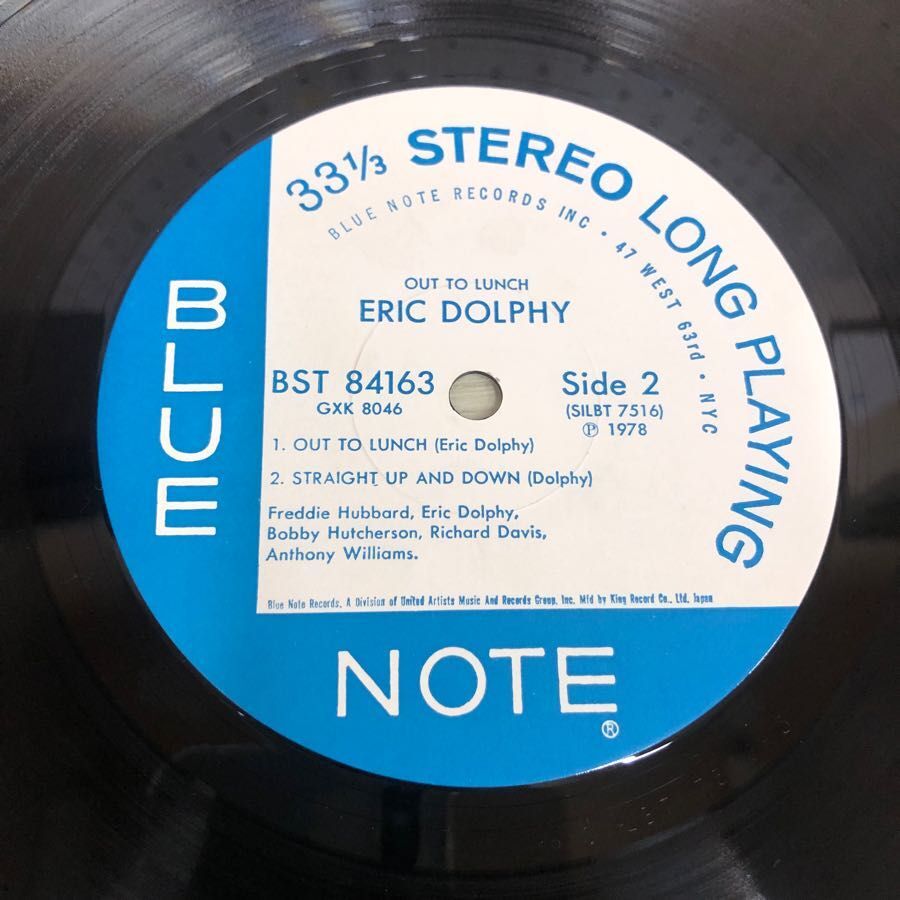 33⅓ STEREO LONG PLAYING
BLUE NOTE RECORDS INC • 47 WEST 63rd • NYC
OUT TO LUNCH
ERIC DOLPHY
BST 84163
GXK 8046
Side 2
(SILBT 7516)
℗ 1978
1. OUT TO LUNCH (Eric Dolphy)
2. STRAIGHT UP AND DOWN (Dolphy)
Freddie Hubbard, Eric Dolphy,
Bobby Hutcherson, Richard Davis,
Anthony Williams.
Blue Note Records, A Division of United Artists Music And Records Group, Inc. Mfd by King Record Co., Ltd. Japan
BLUE
NOTE®